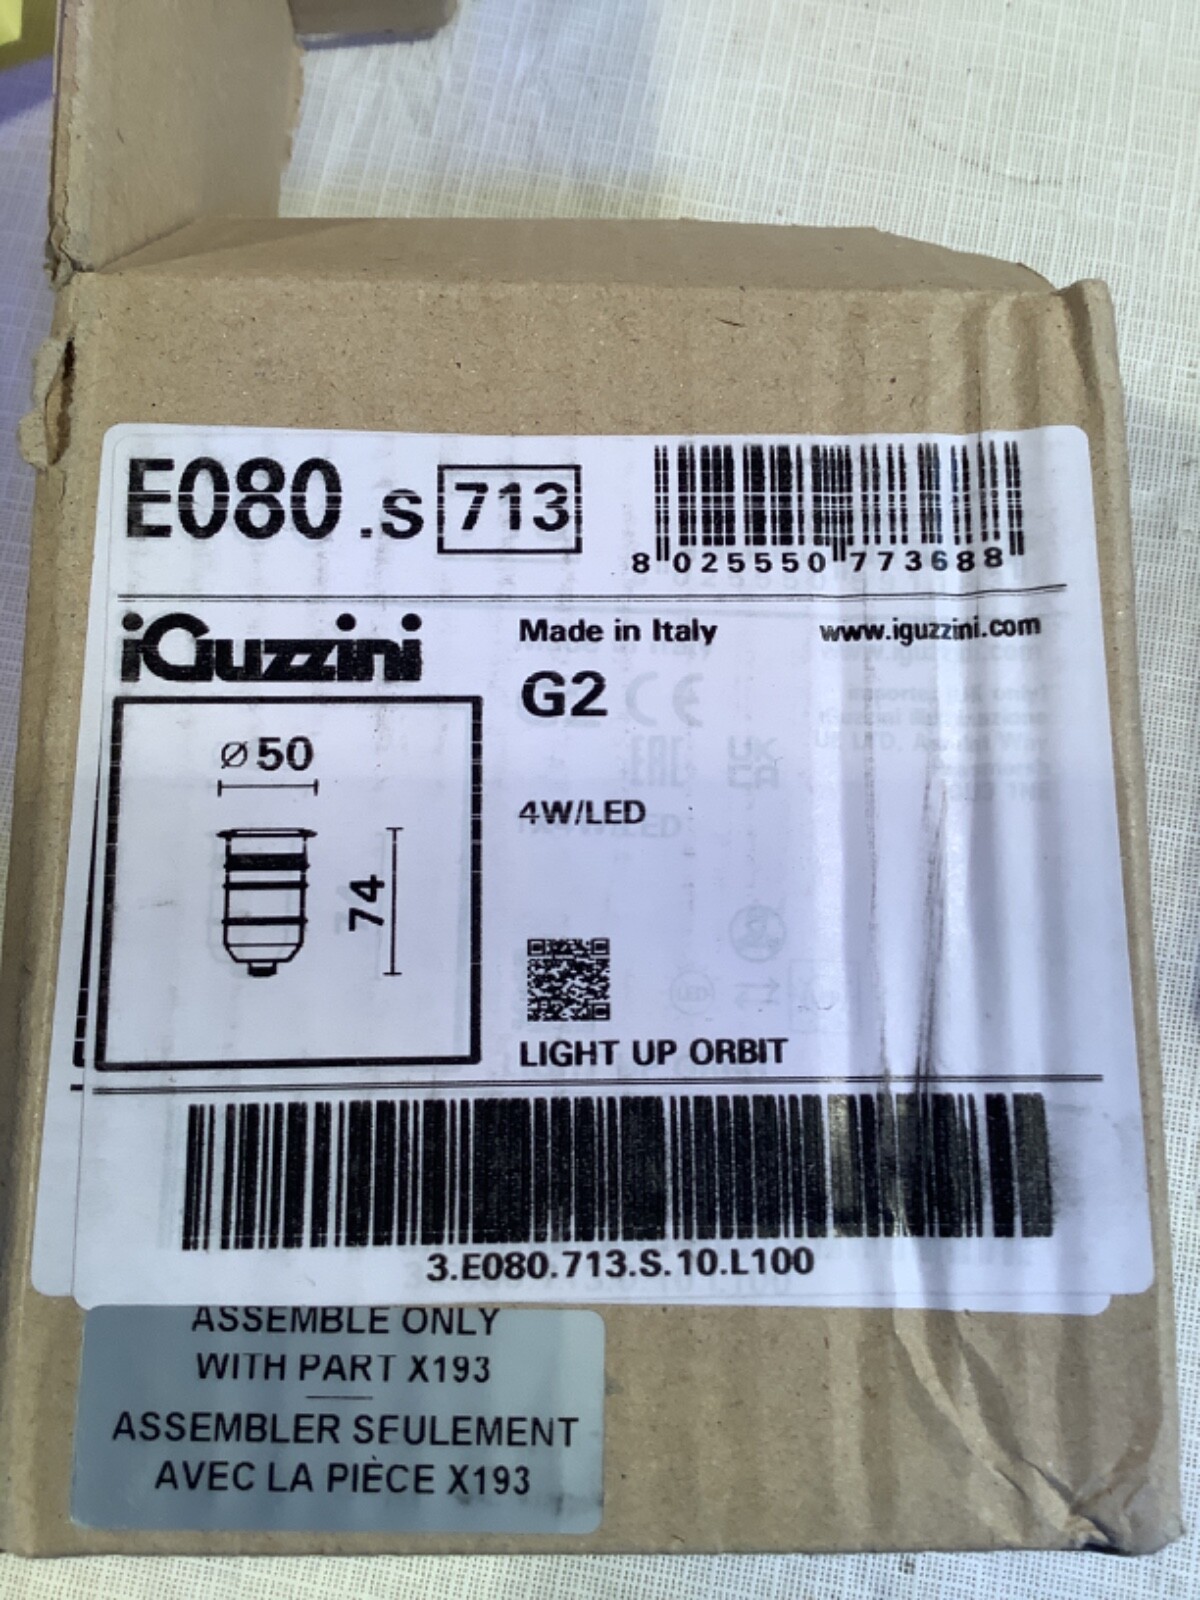 E080 .S 713
8 025550 773688
iGuzzini
Made in Italy
www.iguzzini.com
G2
ø 50
74
4W/LED
LIGHT UP ORBIT
3.E080.713.S.10.L100
ASSEMBLE ONLY
WITH PART X193
ASSEMBLER SEULEMENT
AVEC LA PIÈCE X193